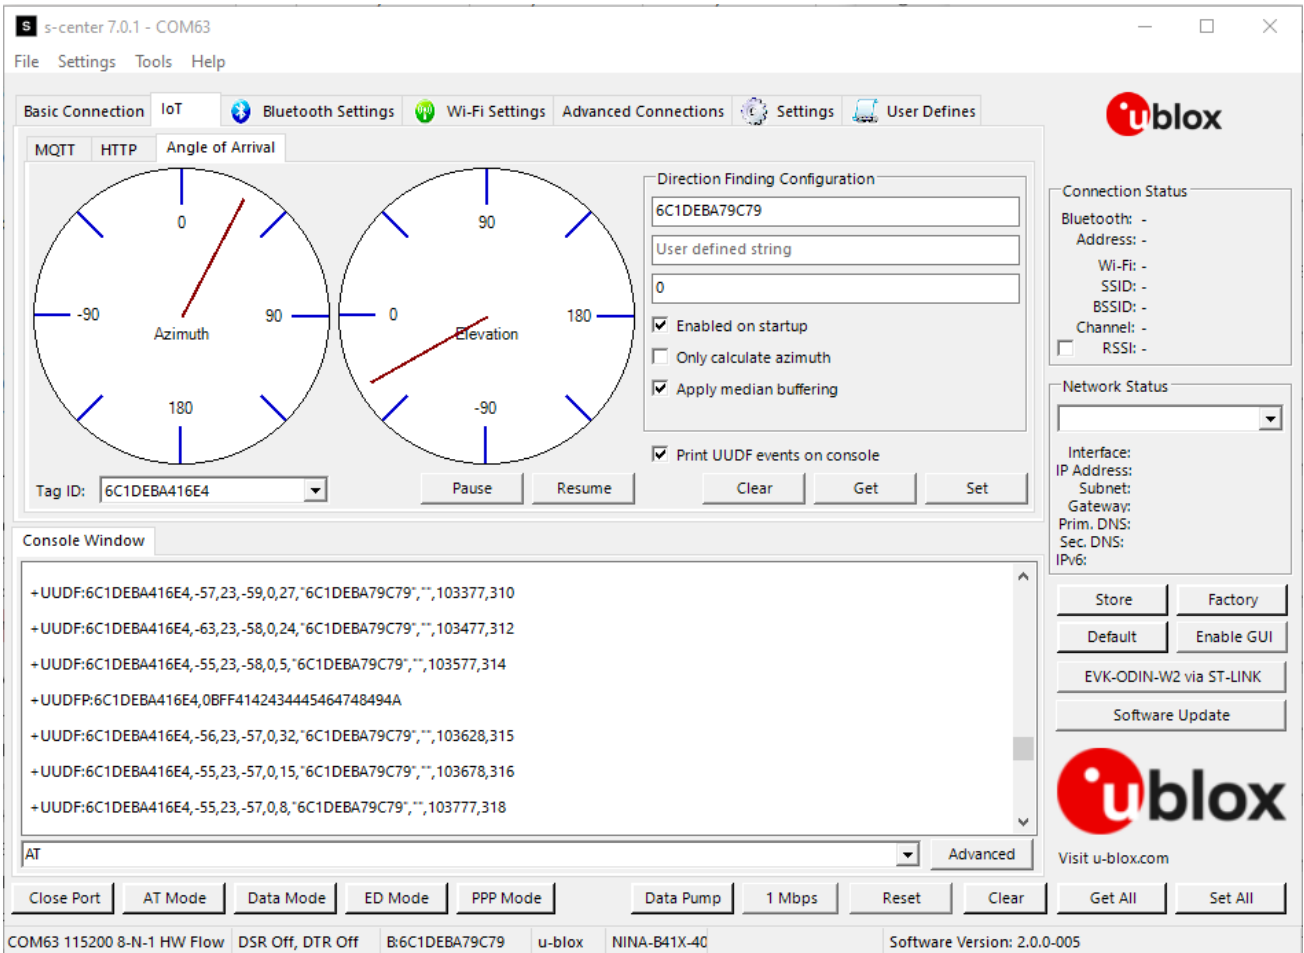 s-center 7.0.1 - COM63
File Settings Tools Help
Basic Connection IoT Bluetooth Settings Wi-Fi Settings Advanced Connections Settings User Defines
ublox
MQTT HTTP Angle of Arrival
0
-90
90
Azimuth
180
90
0
180
Elevation
-90
Direction Finding Configuration
6C1DEBA79C79
User defined string
0
Enabled on startup
Only calculate azimuth
Apply median buffering
Print UUDF events on console
Tag ID: 6C1DEBA416E4
Pause Resume Clear Get Set
Connection Status
Bluetooth: -
Address: -
Wi-Fi: -
SSID: -
BSSID: -
Channel: -
RSSI: -
Network Status
Interface:
IP Address:
Subnet:
Gateway:
Prim. DNS:
Sec. DNS:
IPv6:
Console Window
+UUDF:6C1DEBA416E4,-57,23,-59,0,27,"6C1DEBA79C79","",103377,310
+UUDF:6C1DEBA416E4,-63,23,-58,0,24,"6C1DEBA79C79","",103477,312
+UUDF:6C1DEBA416E4,-55,23,-58,0,5,"6C1DEBA79C79","",103577,314
+UUDFP:6C1DEBA416E4,0BFF4142434445464748494A
+UUDF:6C1DEBA416E4,-56,23,-57,0,32,"6C1DEBA79C79","",103628,315
+UUDF:6C1DEBA416E4,-55,23,-57,0,15,"6C1DEBA79C79","",103678,316
+UUDF:6C1DEBA416E4,-55,23,-57,0,8,"6C1DEBA79C79","",103777,318
AT
Advanced
Store Factory
Default Enable GUI
EVK-ODIN-W2 via ST-LINK
Software Update
ublox
Visit u-blox.com
Close Port AT Mode Data Mode ED Mode PPP Mode Data Pump 1 Mbps Reset Clear Get All Set All
COM63 115200 8-N-1 HW Flow DSR Off, DTR Off B:6C1DEBA79C79 u-blox NINA-B41X-40 Software Version: 2.0.0-005